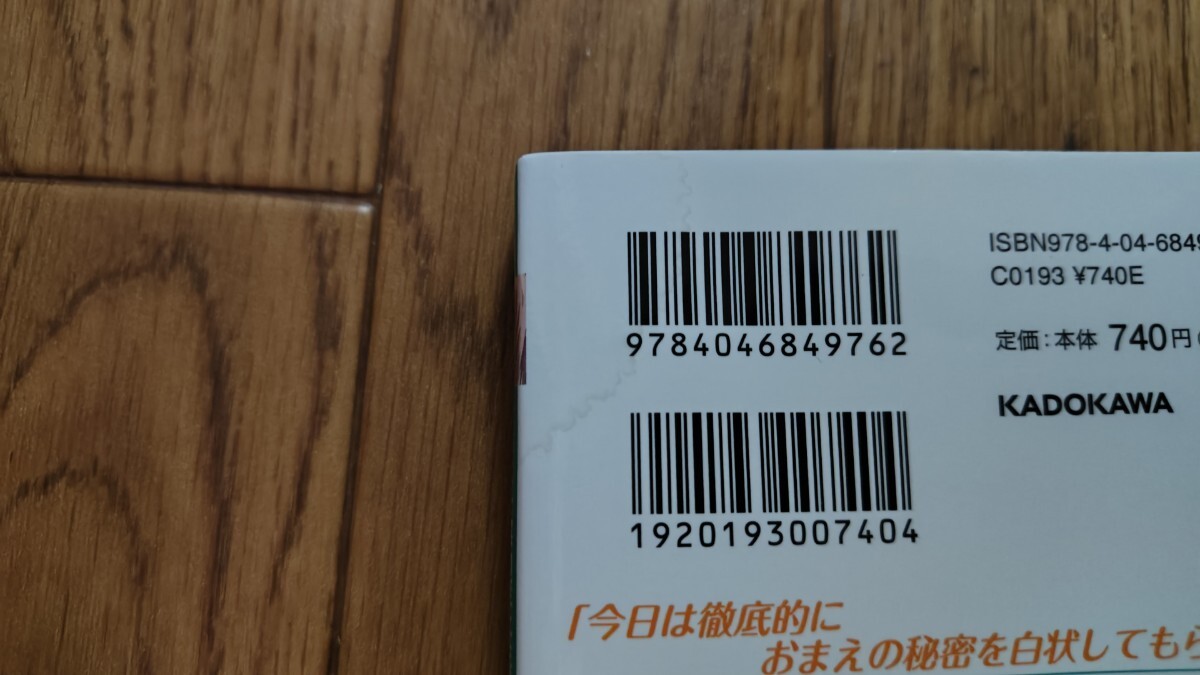 9784046849762
1920193007404
ISBN978-4-04-6849
C0193 ¥740E
定価:本体 740円(
KADOKAWA
「今日は徹底的に
おまえの秘密を白状してもら